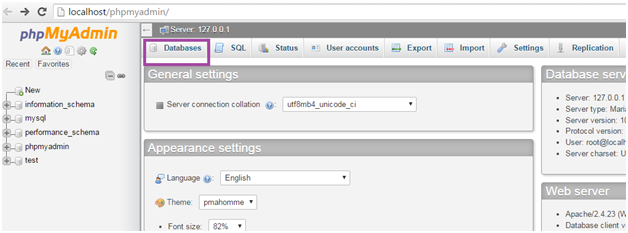 localhost/phpmyadmin/
phpMyAdmin
Recent Favorites
New
information_schema
mysql
performance_schema
phpmyadmin
test
Server: 127.0.0.1
Databases SQL Status User accounts Export Import Settings Replication
General settings
Server connection collation : utf8mb4_unicode_ci
Appearance settings
Language : English
Theme: pmahomme
• Font size: 82%
Database serv
• Server: 127.0.0.1
• Server type: Maria
• Server version: 10
• Protocol version:
• User: root@localh
• Server charset: U
Web server
• Apache/2.4.23 (W
• Database client v